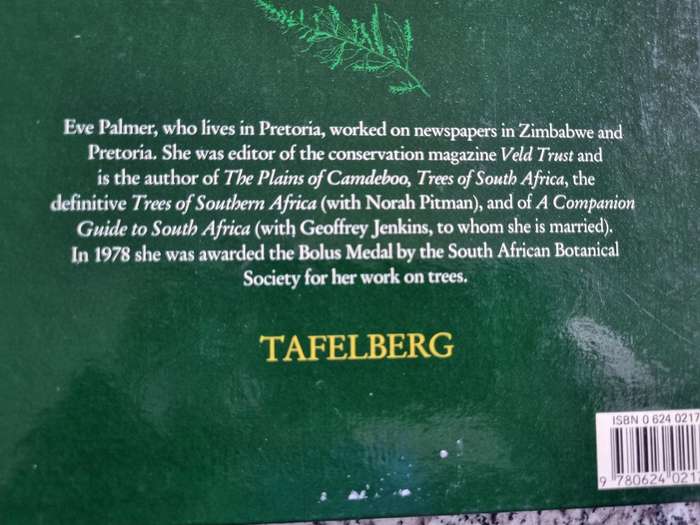 Eve Palmer, who lives in Pretoria, worked on newspapers in Zimbabwe and
Pretoria. She was editor of the conservation magazine Veld Trust and
is the author of The Plains of Camdeboo, Trees of South Africa, the
definitive Trees of Southern Africa (with Norah Pitman), and of A Companion
Guide to South Africa (with Geoffrey Jenkins, to whom she is married).
In 1978 she was awarded the Bolus Medal by the South African Botanical
Society for her work on trees.
TAFELBERG
ISBN 0 624 0217
9 780624 021